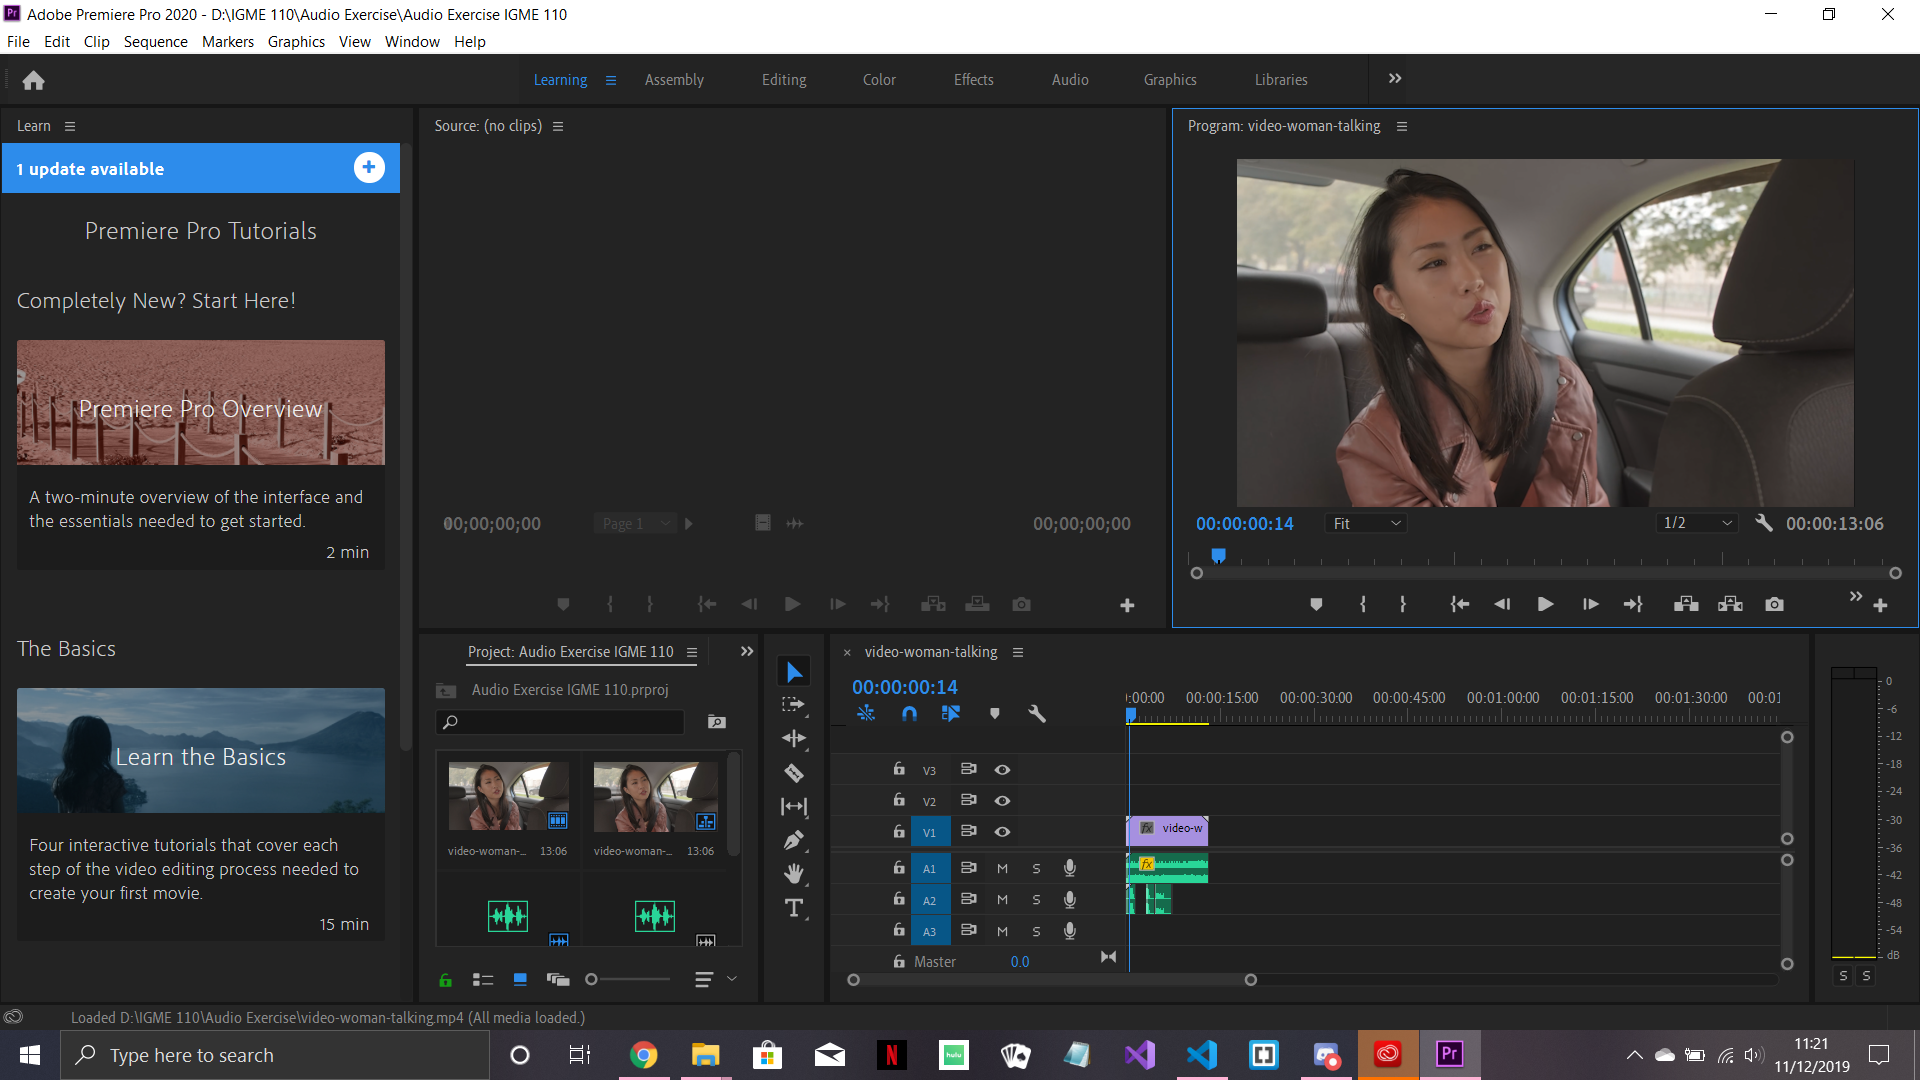 Adobe Premiere Pro 2020 - D:\IGME 110\Audio Exercise\Audio Exercise IGME 110
File Edit Clip Sequence Markers Graphics View Window Help
Learning Assembly Editing Color Effects Audio Graphics Libraries
Learn
1 update available
Premiere Pro Tutorials
Completely New? Start Here!
Premiere Pro Overview
A two-minute overview of the interface and
the essentials needed to get started.
2 min
The Basics
Learn the Basics
Four interactive tutorials that cover each
step of the video editing process needed to
create your first movie.
15 min
Source: (no clips)
00;00;00;00 Page 1 00;00;00;00
Program: video-woman-talking
00:00:00:14 Fit 1/2 00:00:13:06
Project: Audio Exercise IGME 110
Audio Exercise IGME 110.prproj
video-woman-... 13:06 video-woman-... 13:06
video-woman-talking
00:00:00:14
:00:00 00:00:15:00 00:00:30:00 00:00:45:00 00:01:00:00 00:01:15:00 00:01:30:00 00:01
V3
V2
V1 fx video-w
A1 M S fx
A2 M S
A3 M S
Master 0.0
0
-6
-12
-18
-24
-30
-36
-42
-48
-54
dB
S S
Loaded D:\IGME 110\Audio Exercise\video-woman-talking.mp4 (All media loaded.)
Type here to search
N
hulu
Pr
11:21
11/12/2019